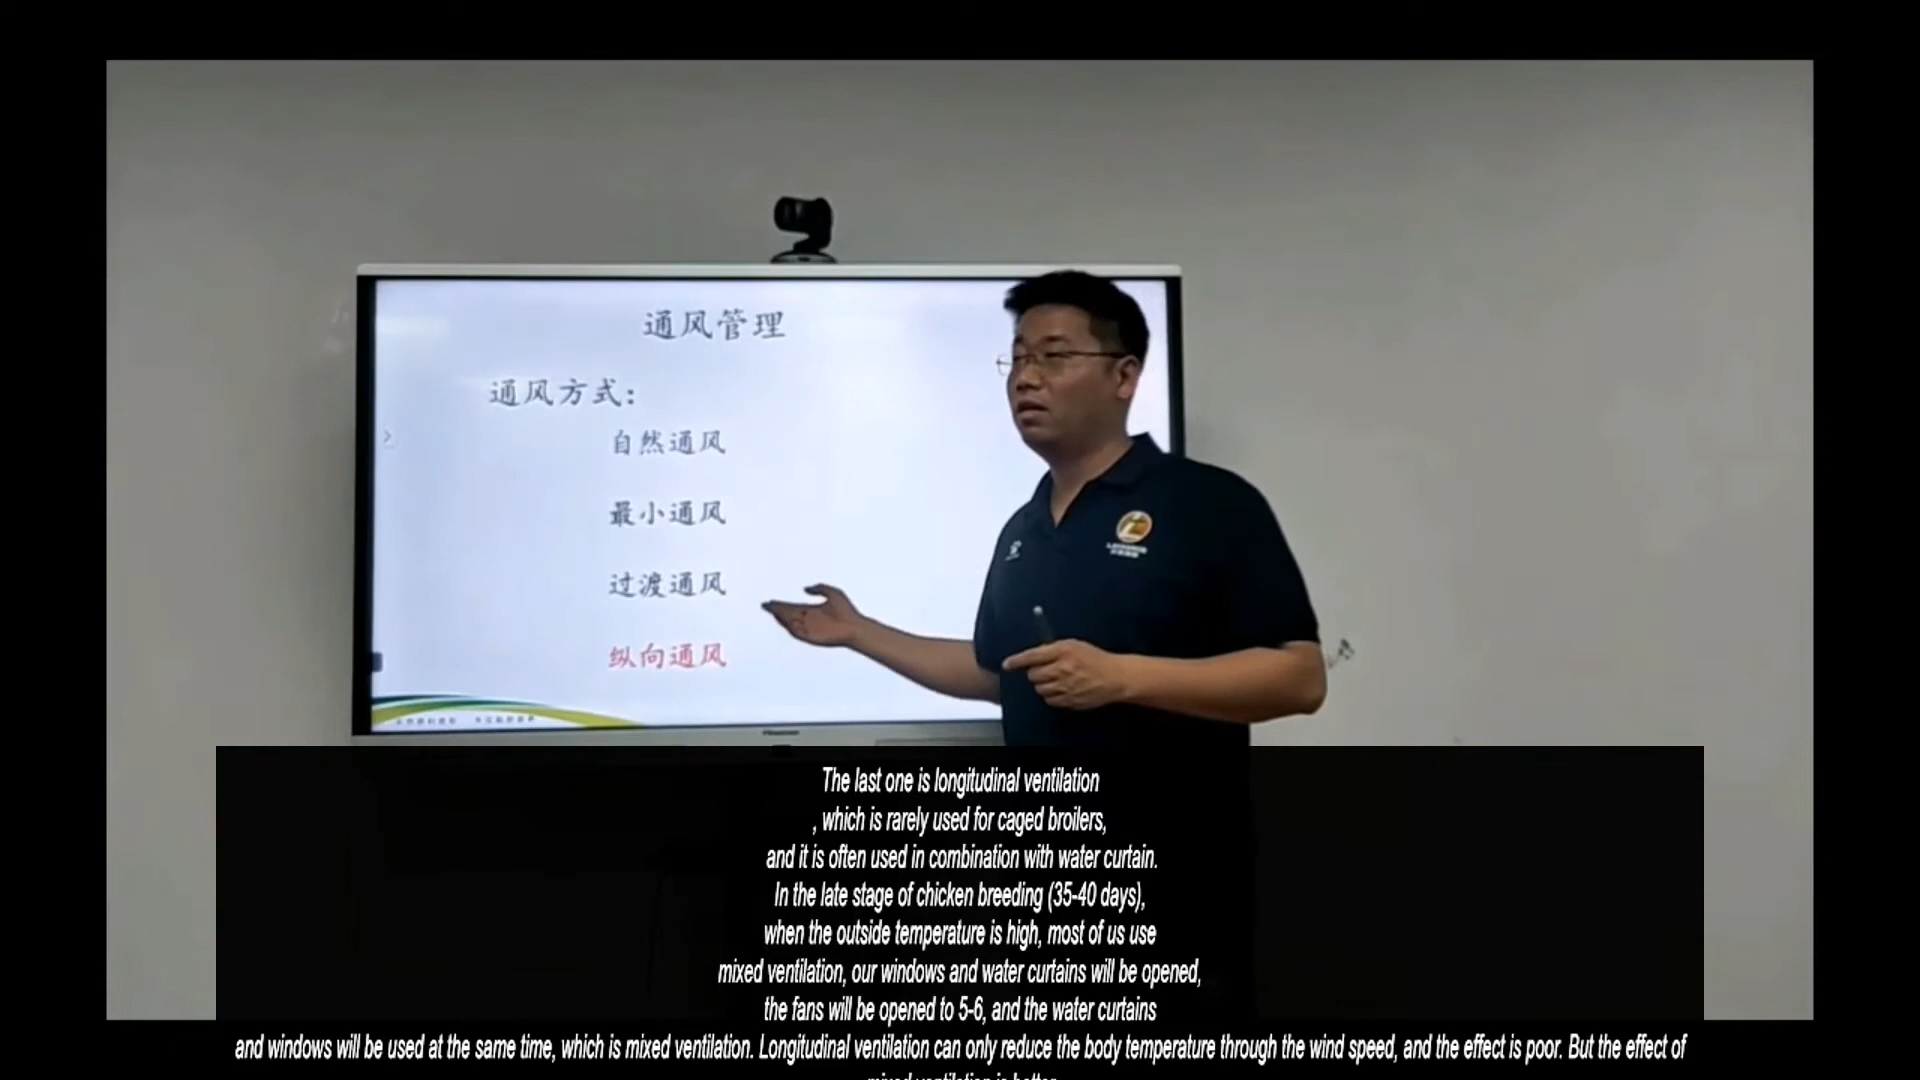 通风管理
通风方式：
自然通风
最小通风
过渡通风
纵向通风
The last one is longitudinal ventilation
, which is rarely used for caged broilers,
and it is often used in combination with water curtain.
In the late stage of chicken breeding (35-40 days),
when the outside temperature is high, most of us use
mixed ventilation, our windows and water curtains will be opened,
the fans will be opened to 5-6, and the water curtains
and windows will be used at the same time, which is mixed ventilation. Longitudinal ventilation can only reduce the body temperature through the wind speed, and the effect is poor. But the effect of
mixed ventilation is better